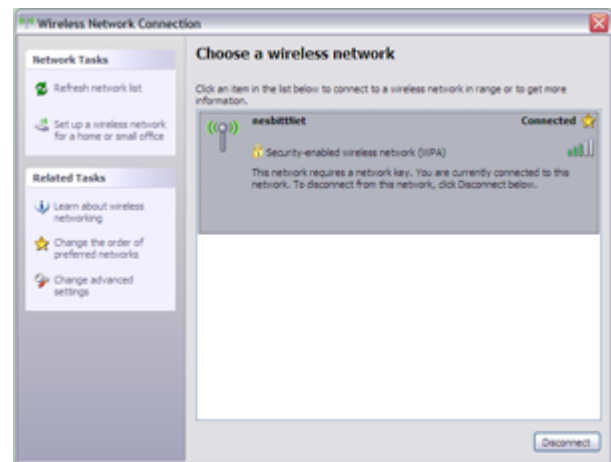 Wireless Network Connection
Network Tasks
Refresh network list
Set up a wireless network
for a home or small office
Related Tasks
Learn about wireless
networking
Change the order of
preferred networks
Change advanced
settings
Choose a wireless network
Click an item in the list below to connect to a wireless network in range or to get more
information.
nesbittNet Connected
Security-enabled wireless network (WPA)
This network requires a network key. You are currently connected to this
network. To disconnect from this network, click Disconnect below.
Disconnect